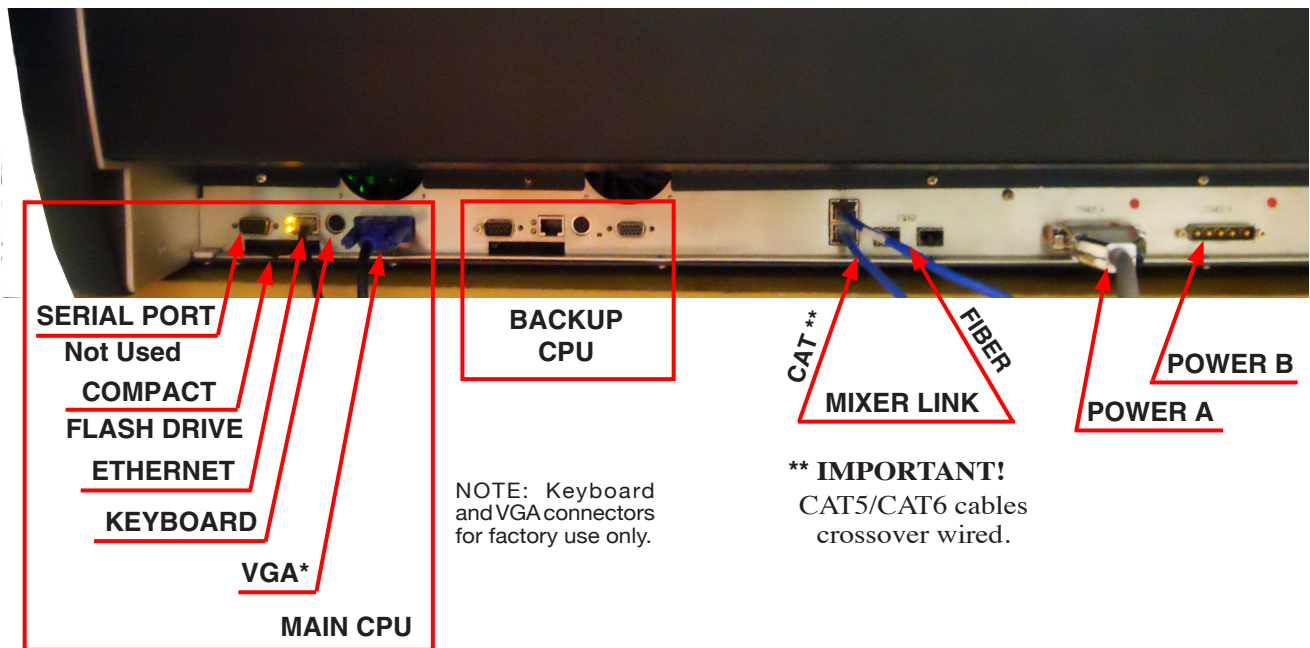 SERIAL PORT
Not Used
COMPACT
FLASH DRIVE
ETHERNET
KEYBOARD
VGA*
MAIN CPU
BACKUP
CPU
NOTE: Keyboard
and VGA connectors
for factory use only.
CAT **
FIBER
MIXER LINK
** IMPORTANT!
CAT5/CAT6 cables
crossover wired.
POWER A
POWER B